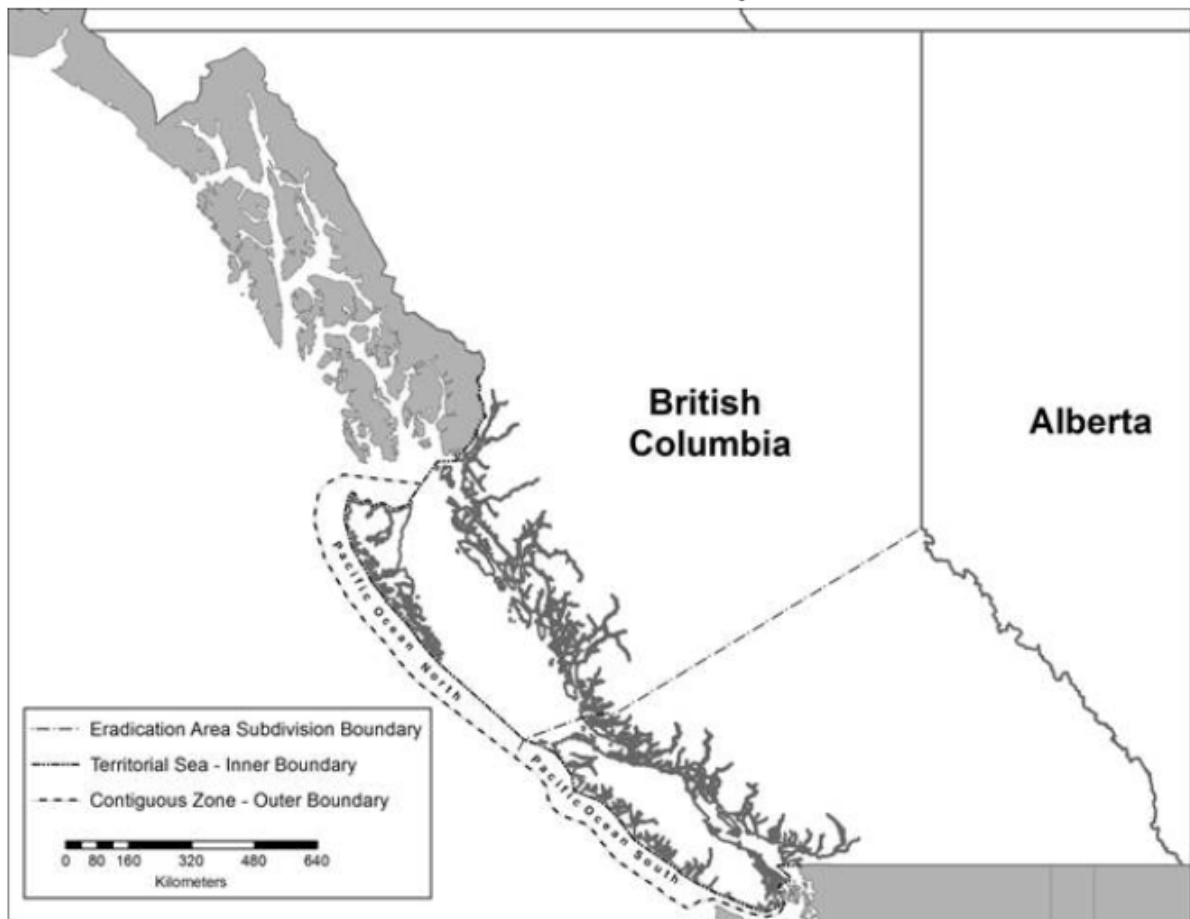 British
Columbia
Alberta
Pacific Ocean North
Pacific Ocean South
Eradication Area Subdivision Boundary
Territorial Sea - Inner Boundary
Contiguous Zone - Outer Boundary
0 80 160 320 480 640
Kilometers